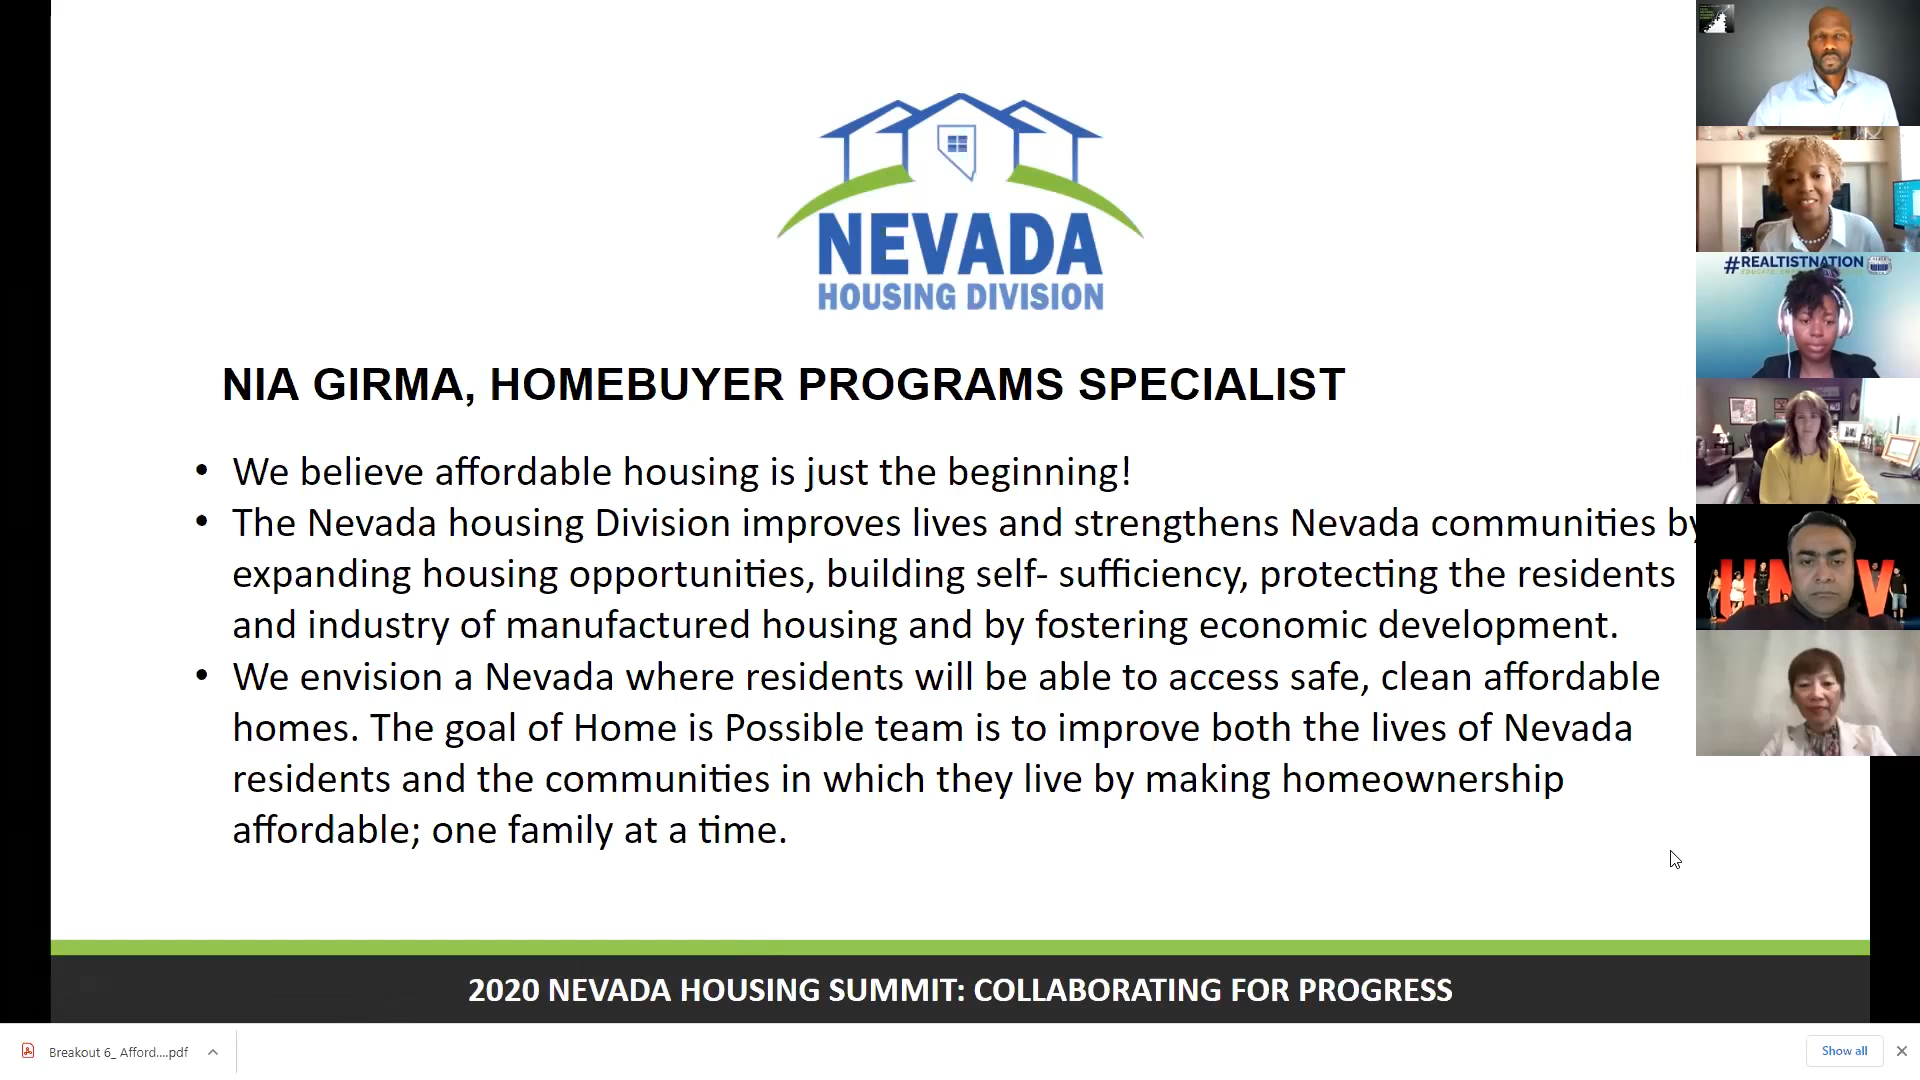 NEVADA
HOUSING DIVISION
NIA GIRMA, HOMEBUYER PROGRAMS SPECIALIST
• We believe affordable housing is just the beginning!
• The Nevada housing Division improves lives and strengthens Nevada communities by
expanding housing opportunities, building self- sufficiency, protecting the residents
and industry of manufactured housing and by fostering economic development.
• We envision a Nevada where residents will be able to access safe, clean affordable
homes. The goal of Home is Possible team is to improve both the lives of Nevada
residents and the communities in which they live by making homeownership
affordable; one family at a time.
2020 NEVADA HOUSING SUMMIT: COLLABORATING FOR PROGRESS
#REALTISTNATION
Breakout 6_ Afford....pdf
Show all